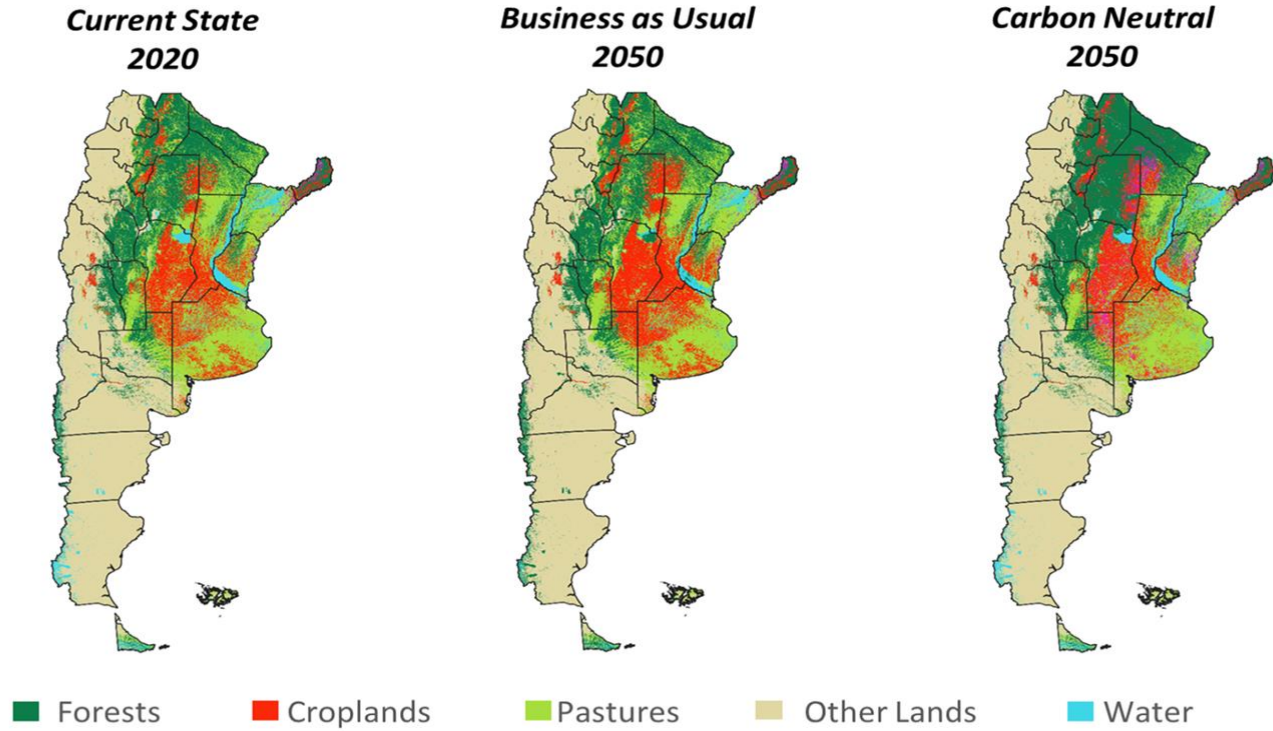 Current State
2020
Business as Usual
2050
Carbon Neutral
2050
Forests
Croplands
Pastures
Other Lands
Water